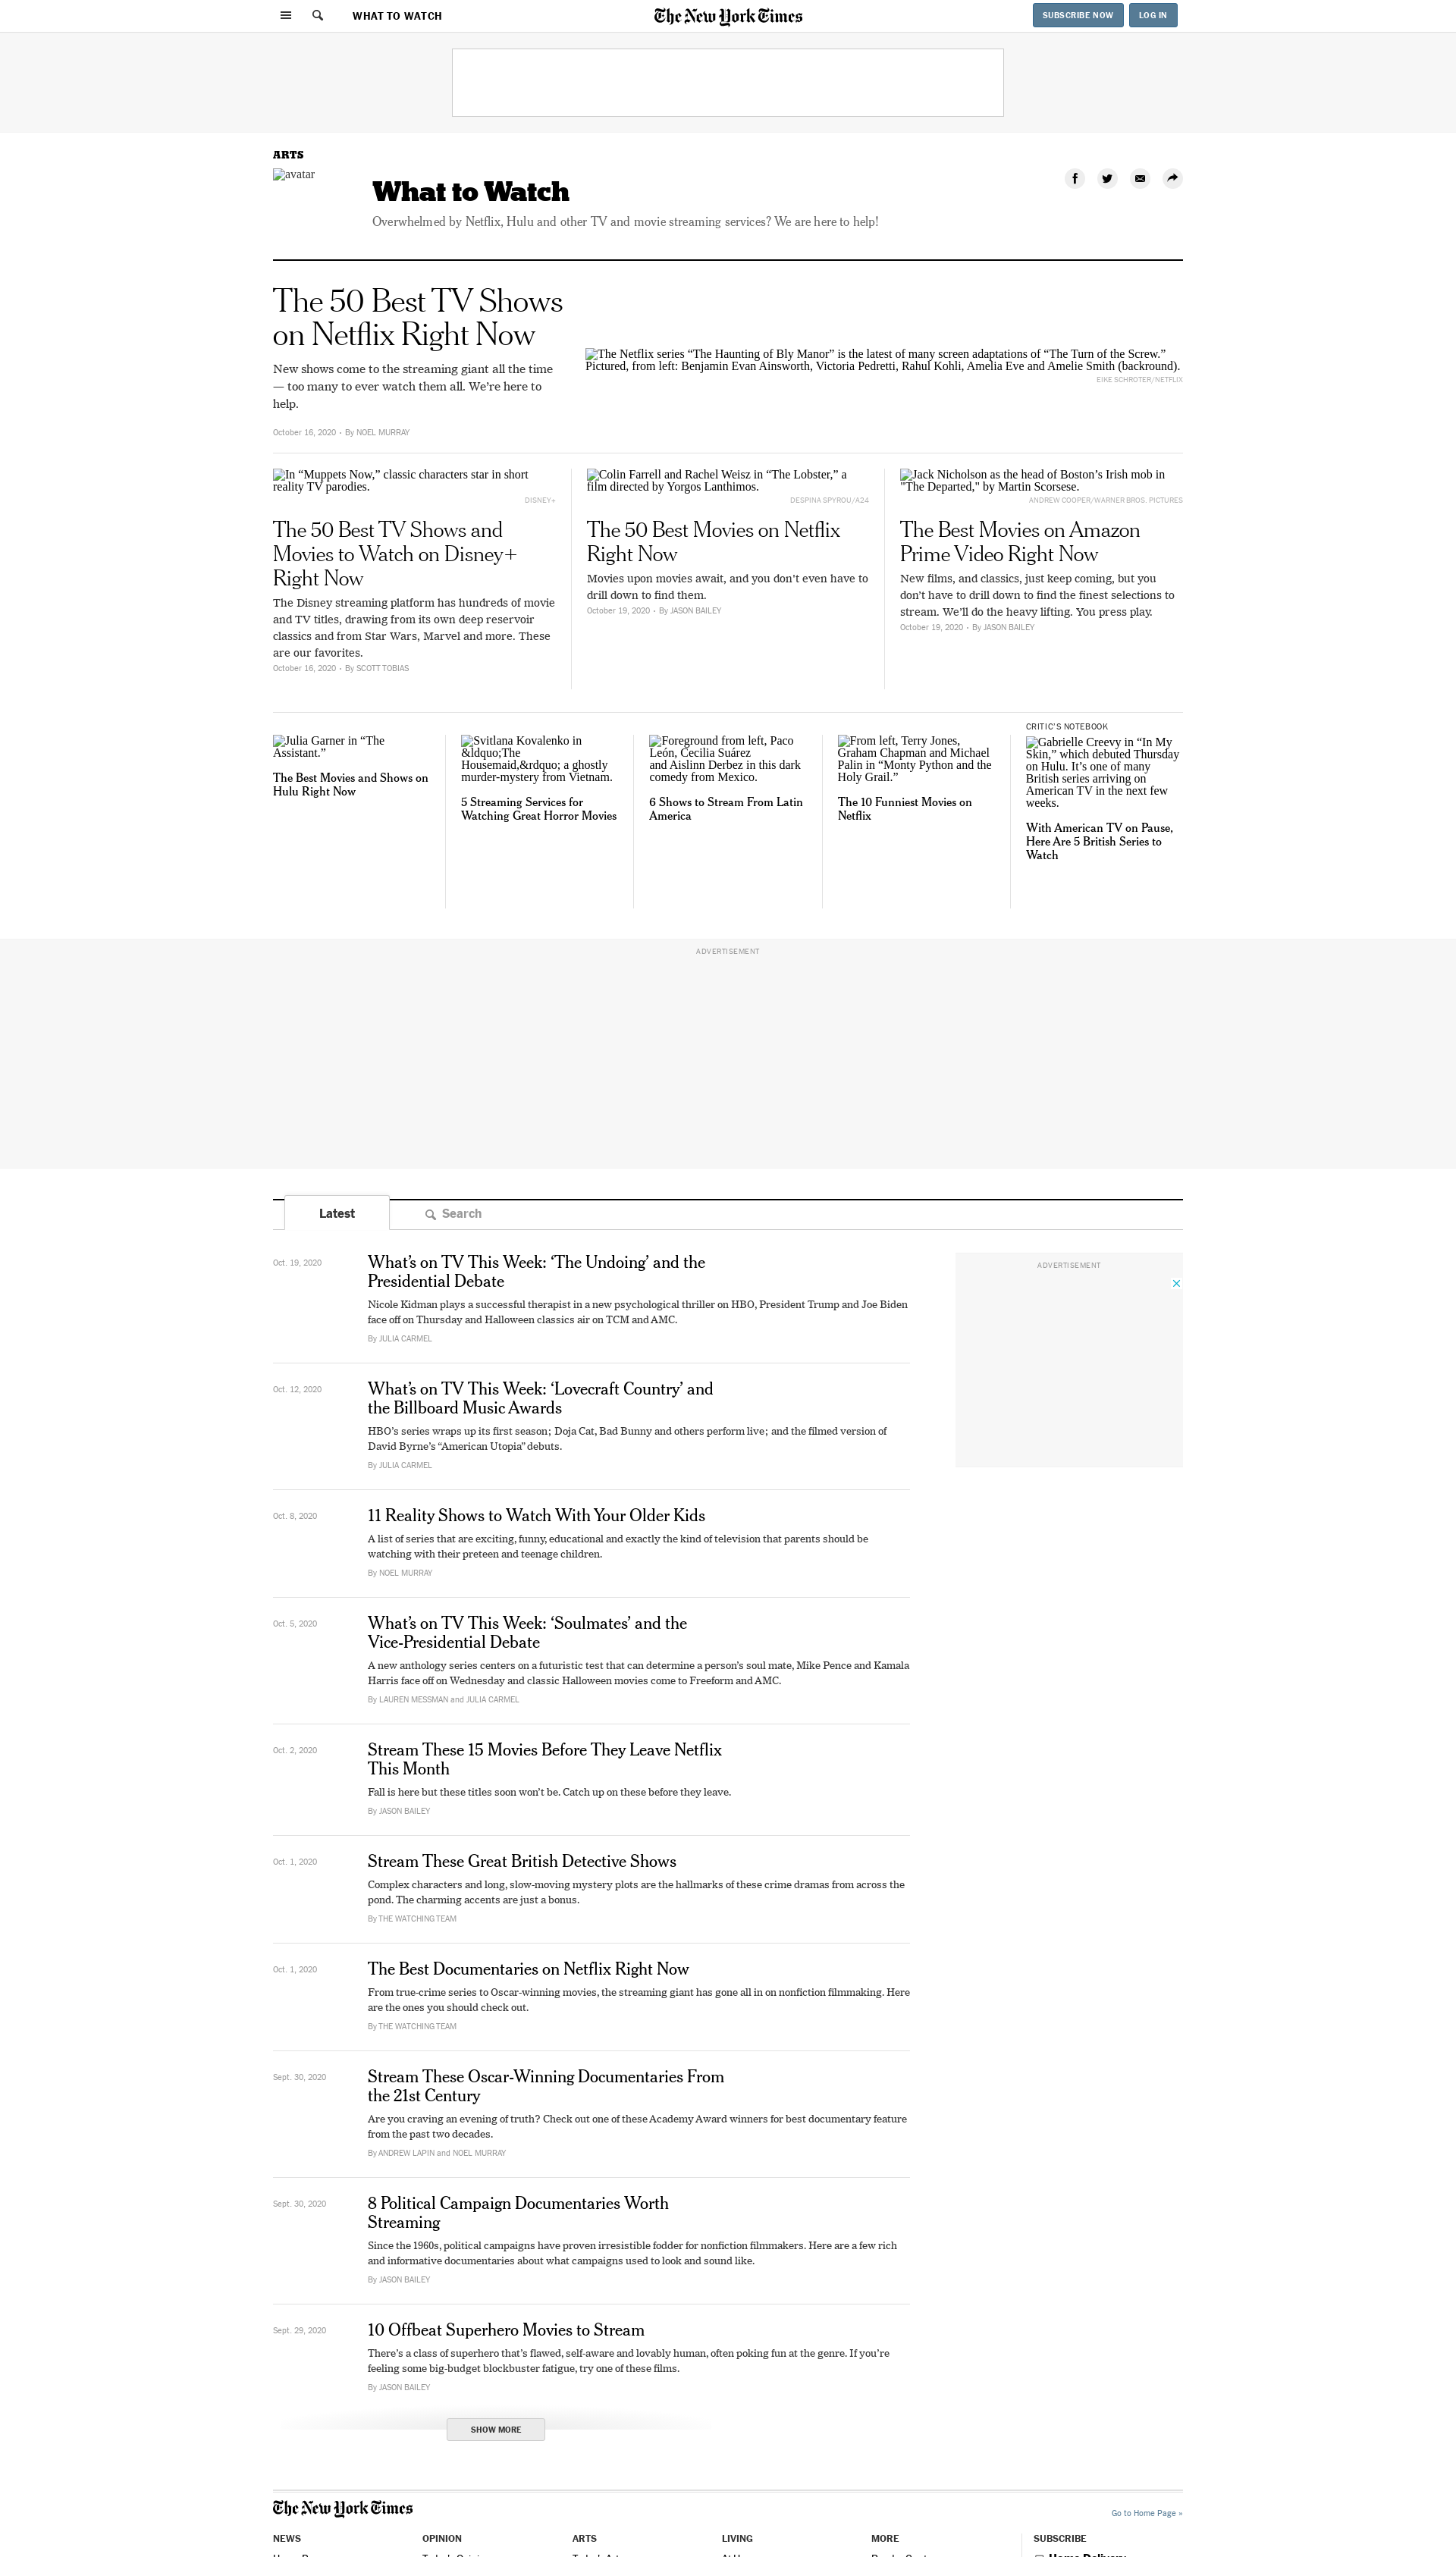 WHAT TO WATCH
The New York Times
SUBSCRIBE NOW
LOG IN
ARTS
avatar
What to Watch
Overwhelmed by Netflix, Hulu and other TV and movie streaming services? We are here to help!
The 50 Best TV Shows
on Netflix Right Now
New shows come to the streaming giant all the time
— too many to ever watch them all. We’re here to
help.
October 16, 2020 • By NOEL MURRAY
The Netflix series “The Haunting of Bly Manor” is the latest of many screen adaptations of “The Turn of the Screw.”
Pictured, from left: Benjamin Evan Ainsworth, Victoria Pedretti, Rahul Kohli, Amelia Eve and Amelie Smith (backround).
EIKE SCHROTER/NETFLIX
In “Muppets Now,” classic characters star in short
reality TV parodies.
DISNEY+
The 50 Best TV Shows and
Movies to Watch on Disney+
Right Now
The Disney streaming platform has hundreds of movie
and TV titles, drawing from its own deep reservoir
classics and from Star Wars, Marvel and more. These
are our favorites.
October 16, 2020 • By SCOTT TOBIAS
Colin Farrell and Rachel Weisz in “The Lobster,” a
film directed by Yorgos Lanthimos.
DESPINA SPYROU/A24
The 50 Best Movies on Netflix
Right Now
Movies upon movies await, and you don’t even have to
drill down to find them.
October 19, 2020 • By JASON BAILEY
Jack Nicholson as the head of Boston’s Irish mob in
"The Departed," by Martin Scorsese.
ANDREW COOPER/WARNER BROS. PICTURES
The Best Movies on Amazon
Prime Video Right Now
New films, and classics, just keep coming, but you
don’t have to drill down to find the finest selections to
stream. We’ll do the heavy lifting. You press play.
October 19, 2020 • By JASON BAILEY
Julia Garner in “The
Assistant.”
The Best Movies and Shows on
Hulu Right Now
Svitlana Kovalenko in
&ldquo;The
Housemaid,&rdquo; a ghostly
murder-mystery from Vietnam.
5 Streaming Services for
Watching Great Horror Movies
Foreground from left, Paco
León, Cecilia Suárez
and Aislinn Derbez in this dark
comedy from Mexico.
6 Shows to Stream From Latin
America
From left, Terry Jones,
Graham Chapman and Michael
Palin in “Monty Python and the
Holy Grail.”
The 10 Funniest Movies on
Netflix
CRITIC’S NOTEBOOK
Gabrielle Creevy in “In My
Skin,” which debuted Thursday
on Hulu. It’s one of many
British series arriving on
American TV in the next few
weeks.
With American TV on Pause,
Here Are 5 British Series to
Watch
ADVERTISEMENT
Latest
Search
Oct. 19, 2020
What’s on TV This Week: ‘The Undoing’ and the
Presidential Debate
Nicole Kidman plays a successful therapist in a new psychological thriller on HBO, President Trump and Joe Biden
face off on Thursday and Halloween classics air on TCM and AMC.
By JULIA CARMEL
ADVERTISEMENT
Oct. 12, 2020
What’s on TV This Week: ‘Lovecraft Country’ and
the Billboard Music Awards
HBO’s series wraps up its first season; Doja Cat, Bad Bunny and others perform live; and the filmed version of
David Byrne’s “American Utopia” debuts.
By JULIA CARMEL
Oct. 8, 2020
11 Reality Shows to Watch With Your Older Kids
A list of series that are exciting, funny, educational and exactly the kind of television that parents should be
watching with their preteen and teenage children.
By NOEL MURRAY
Oct. 5, 2020
What’s on TV This Week: ‘Soulmates’ and the
Vice-Presidential Debate
A new anthology series centers on a futuristic test that can determine a person’s soul mate, Mike Pence and Kamala
Harris face off on Wednesday and classic Halloween movies come to Freeform and AMC.
By LAUREN MESSMAN and JULIA CARMEL
Oct. 2, 2020
Stream These 15 Movies Before They Leave Netflix
This Month
Fall is here but these titles soon won’t be. Catch up on these before they leave.
By JASON BAILEY
Oct. 1, 2020
Stream These Great British Detective Shows
Complex characters and long, slow-moving mystery plots are the hallmarks of these crime dramas from across the
pond. The charming accents are just a bonus.
By THE WATCHING TEAM
Oct. 1, 2020
The Best Documentaries on Netflix Right Now
From true-crime series to Oscar-winning movies, the streaming giant has gone all in on nonfiction filmmaking. Here
are the ones you should check out.
By THE WATCHING TEAM
Sept. 30, 2020
Stream These Oscar-Winning Documentaries From
the 21st Century
Are you craving an evening of truth? Check out one of these Academy Award winners for best documentary feature
from the past two decades.
By ANDREW LAPIN and NOEL MURRAY
Sept. 30, 2020
8 Political Campaign Documentaries Worth
Streaming
Since the 1960s, political campaigns have proven irresistible fodder for nonfiction filmmakers. Here are a few rich
and informative documentaries about what campaigns used to look and sound like.
By JASON BAILEY
Sept. 29, 2020
10 Offbeat Superhero Movies to Stream
There’s a class of superhero that’s flawed, self-aware and lovably human, often poking fun at the genre. If you’re
feeling some big-budget blockbuster fatigue, try one of these films.
By JASON BAILEY
SHOW MORE
The New York Times
Go to Home Page »
NEWS
OPINION
ARTS
LIVING
MORE
SUBSCRIBE